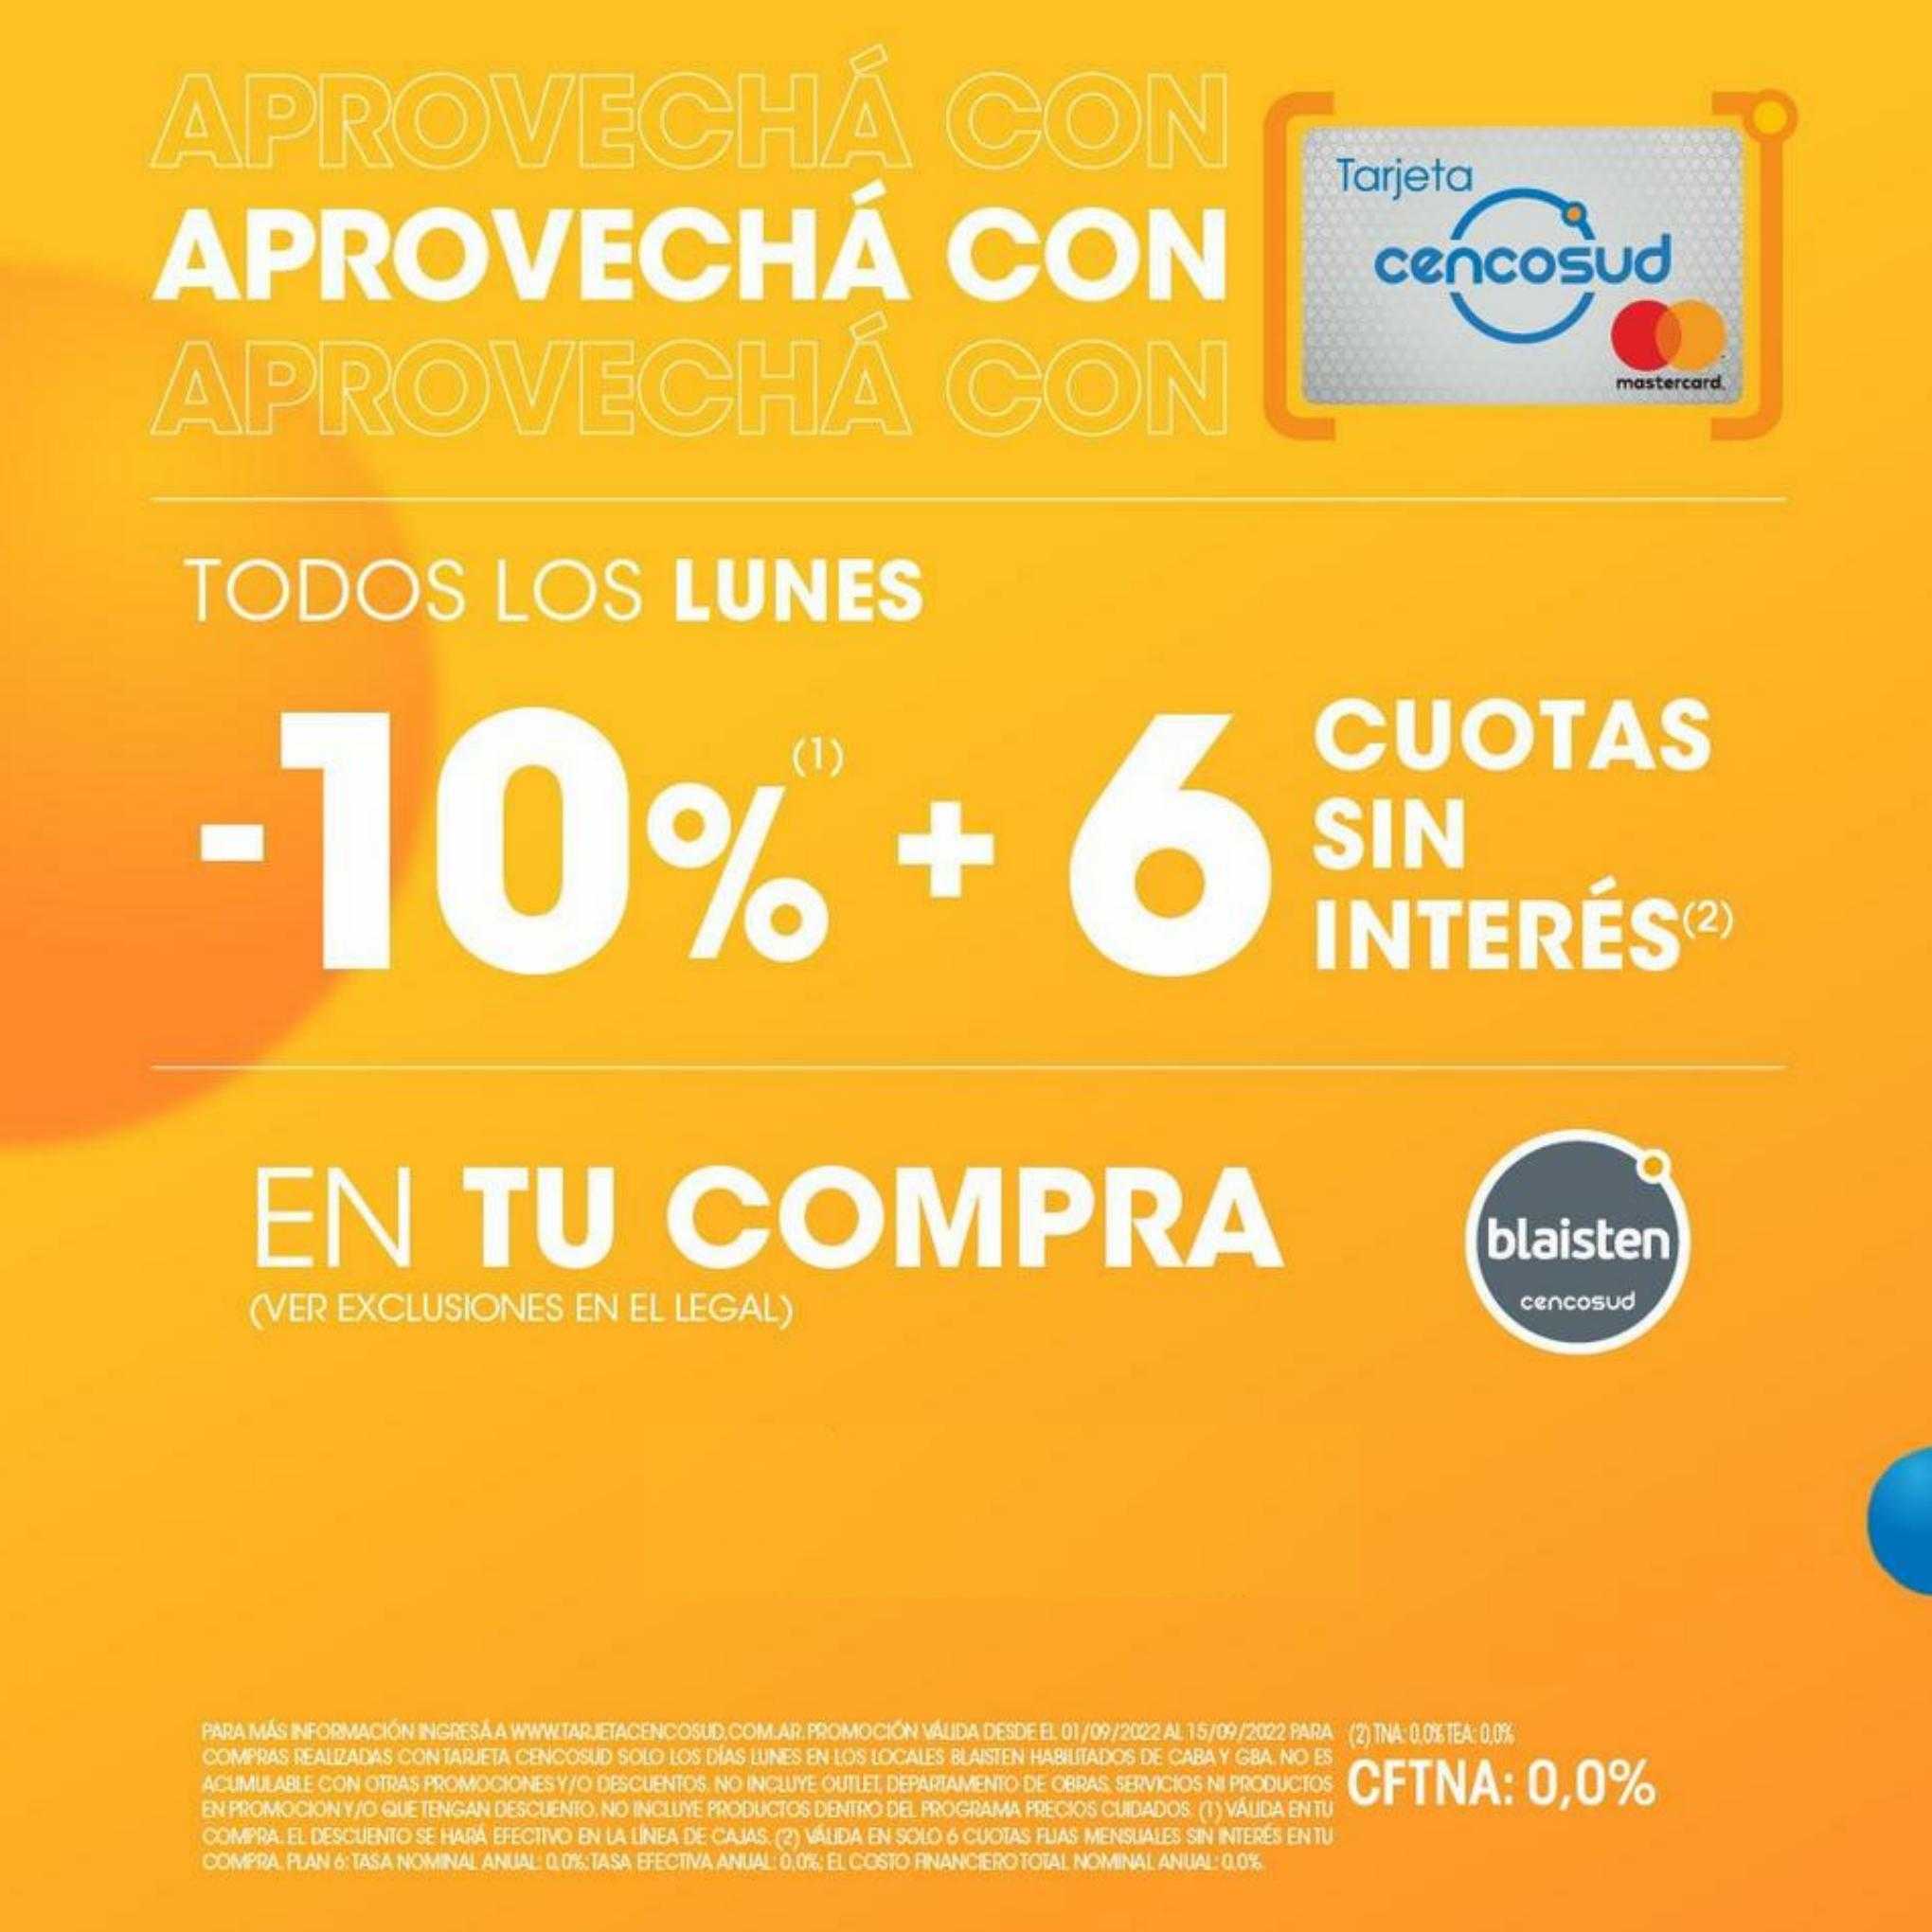 APROVECHÁ CON
APROVECHÁ CON
APROVECHÁ CON
Tarjeta
cencosud
mastercard.
TODOS LOS LUNES
-10%(1) + 6 CUOTAS
SIN
INTERÉS(2)
EN TU COMPRA
(VER EXCLUSIONES EN EL LEGAL)
blaisten
cencosud
PARA MÁS INFORMACIÓN INGRESÁ A WWW.TARJETACENCOSUD.COM.AR. PROMOCIÓN VÁLIDA DESDE EL 01/09/2022 AL 15/09/2022 PARA
COMPRAS REALIZADAS CON TARJETA CENCOSUD SOLO LOS DÍAS LUNES EN LOS LOCALES BLAISTEN HABILITADOS DE CABA Y GBA. NO ES
ACUMULABLE CON OTRAS PROMOCIONES Y/O DESCUENTOS. NO INCLUYE OUTLET, DEPARTAMENTO DE OBRAS, SERVICIOS NI PRODUCTOS
EN PROMOCION Y/O QUE TENGAN DESCUENTO. NO INCLUYE PRODUCTOS DENTRO DEL PROGRAMA PRECIOS CUIDADOS. (1) VÁLIDA EN TU
COMPRA. EL DESCUENTO SE HARÁ EFECTIVO EN LA LÍNEA DE CAJAS. (2) VÁLIDA EN SOLO 6 CUOTAS FIJAS MENSUALES SIN INTERÉS EN TU
COMPRA. PLAN 6: TASA NOMINAL ANUAL: 0,0%; TASA EFECTIVA ANUAL: 0,0%; EL COSTO FINANCIERO TOTAL NOMINAL ANUAL: 0,0%.
(2) TNA: 0,0% TEA: 0,0%
CFTNA: 0,0%